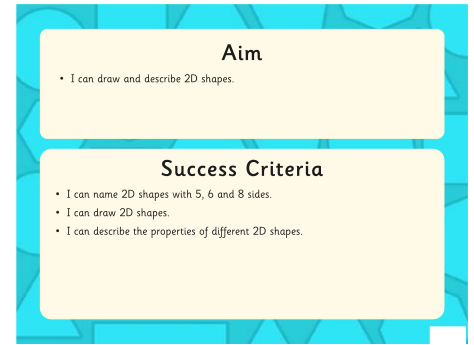 Aim
• I can draw and describe 2D shapes.
Success Criteria
• I can name 2D shapes with 5, 6 and 8 sides.
• I can draw 2D shapes.
• I can describe the properties of different 2D shapes.